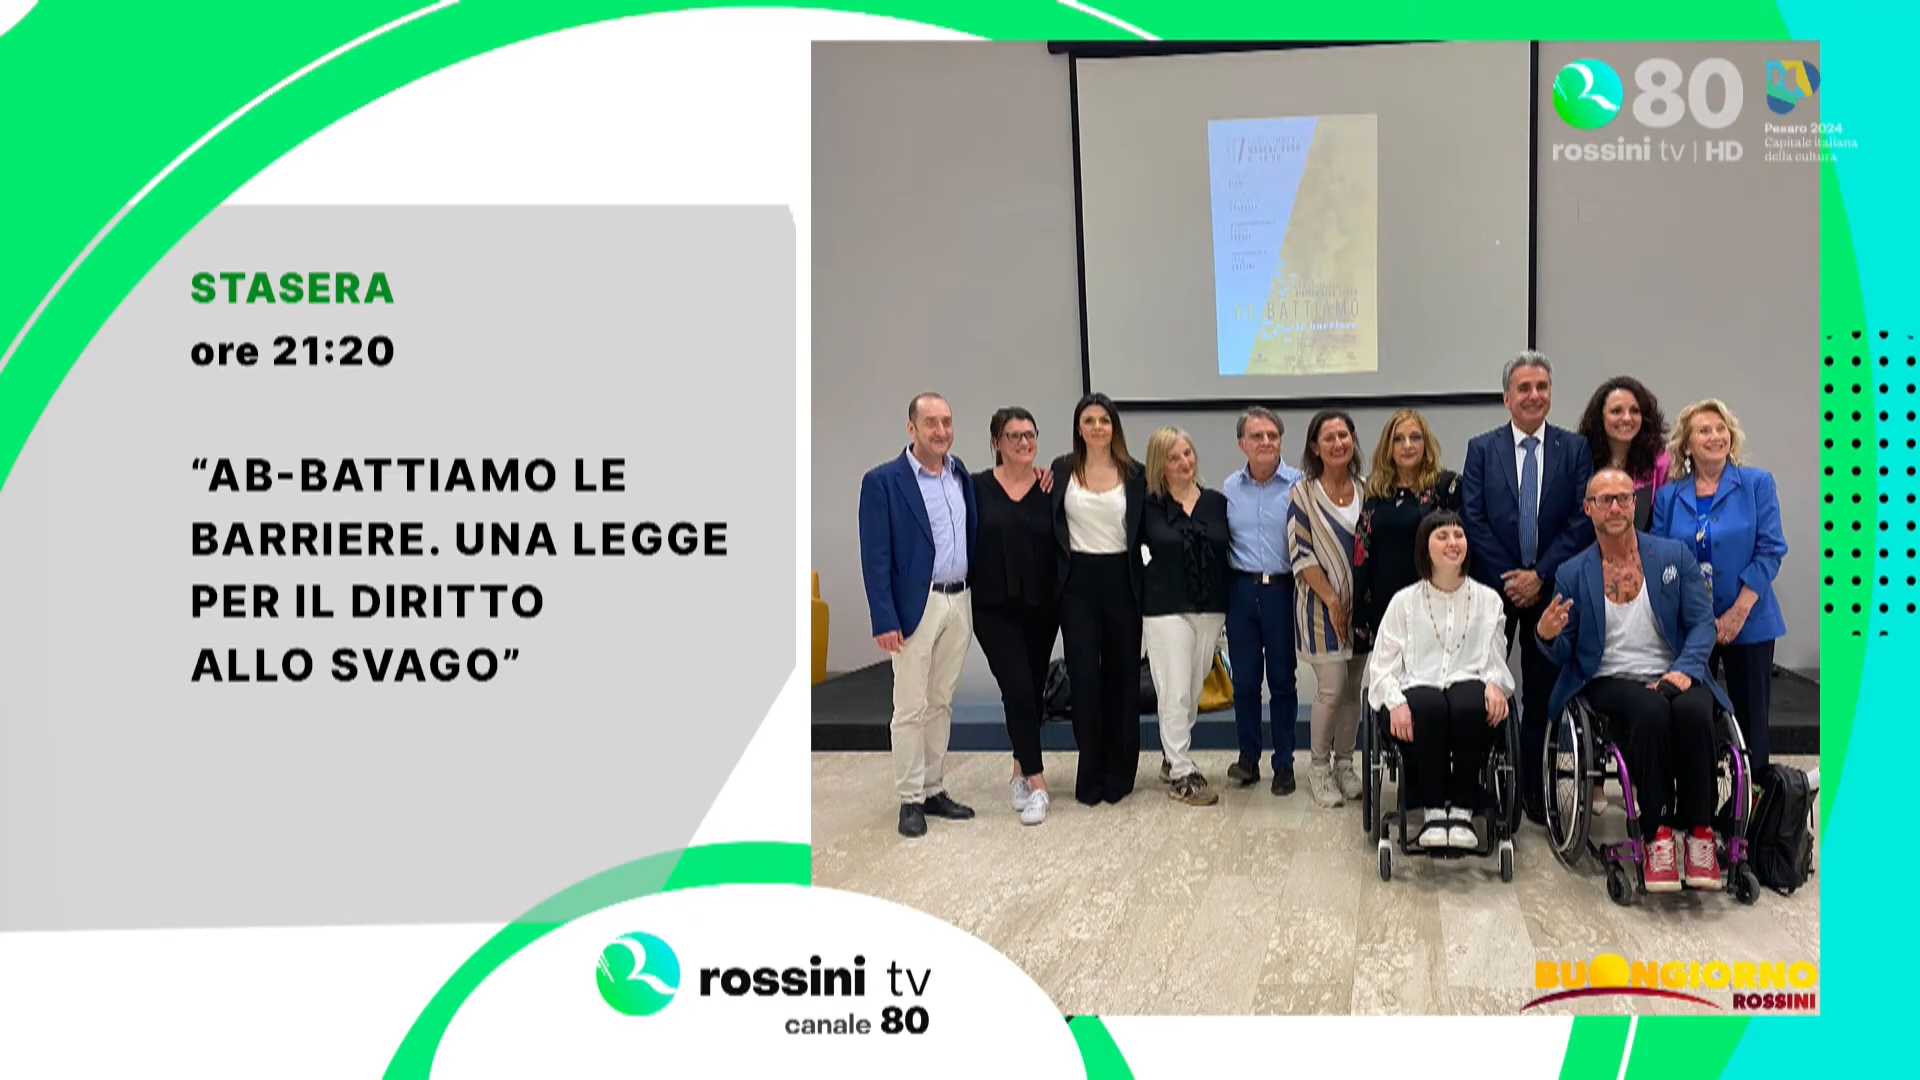 STASERA
ore 21:20
“AB-BATTIAMO LE
BARRIERE. UNA LEGGE
PER IL DIRITTO
ALLO SVAGO”
rossini tv
canale 80
80
rossini tv | HD
Pesaro 2024
Capitale italiana
della cultura
BATTIAMO
le barriere
BUONGIORNO
ROSSINI